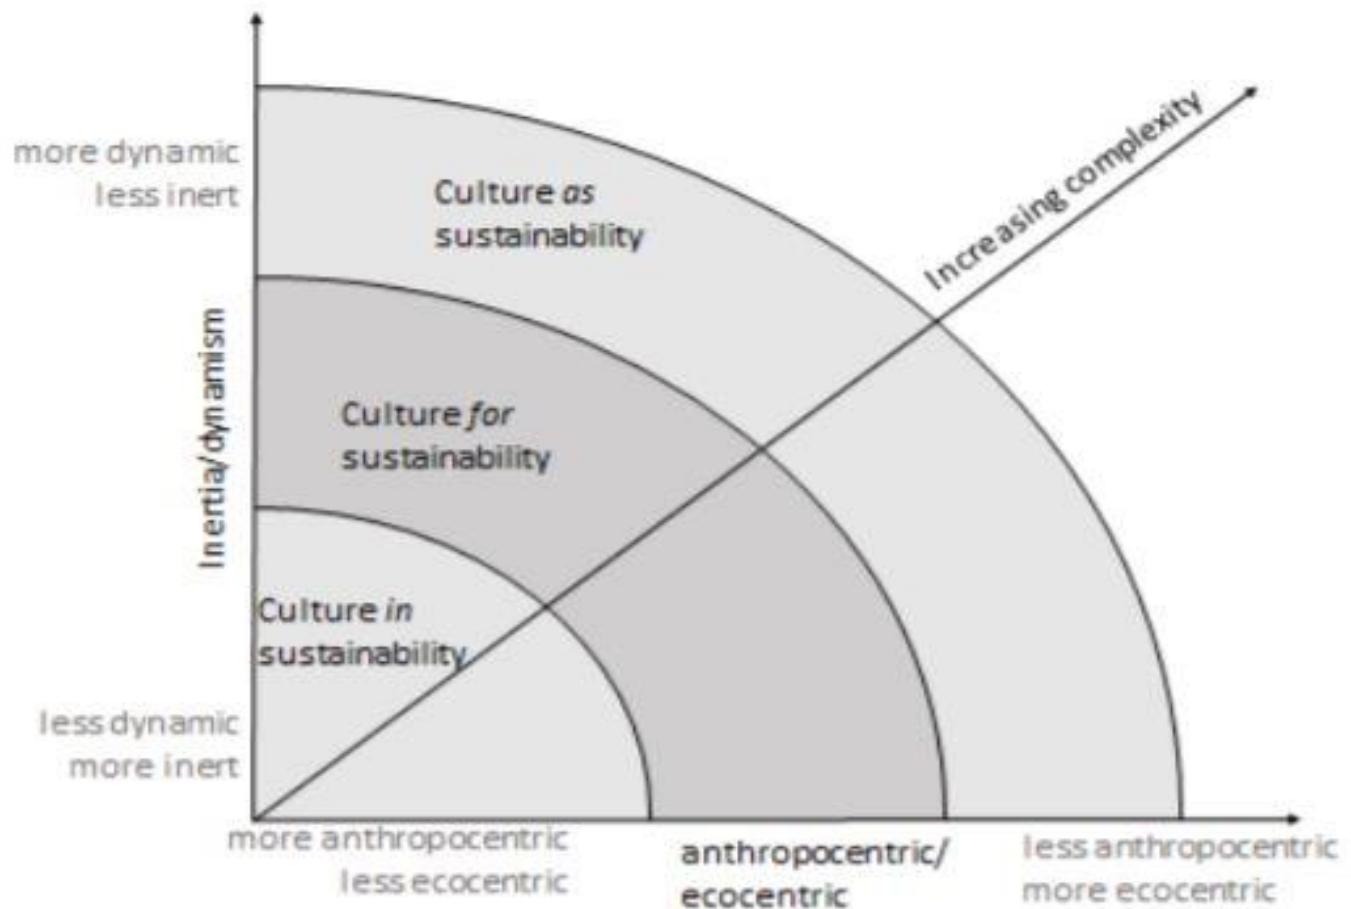 more dynamic
less inert
Culture as
sustainability
Increasing complexity
Inertia/dynamism
Culture for
sustainability
Culture in
sustainability
less dynamic
more inert
more anthropocentric
less ecocentric
anthropocentric/
ecocentric
less anthropocentric
more ecocentric